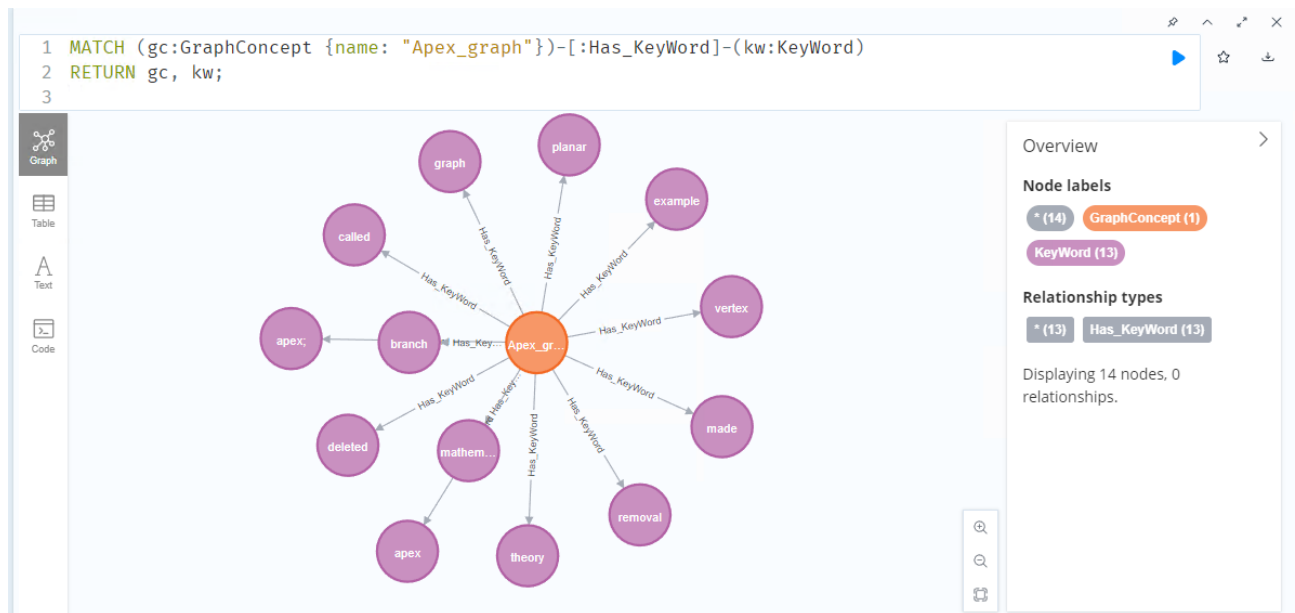 1 MATCH (gc:GraphConcept {name: "Apex_graph"})-[:Has_KeyWord]-(kw:KeyWord)
2 RETURN gc, kw;
3
Graph
Table
Text
Code
planar
graph
example
called
vertex
apex;
branch
Apex_gr...
made
deleted
mathem...
removal
apex
theory
Has_KeyWord
Has_KeyWord
Has_KeyWord
Has_KeyWord
Has_KeyWord
Has_Key...
Has_KeyWord
Has_KeyWord
Has_Key...
Has_KeyWord
Has_KeyWord
Overview
Node labels
* (14) GraphConcept (1)
KeyWord (13)
Relationship types
* (13) Has_KeyWord (13)
Displaying 14 nodes, 0
relationships.